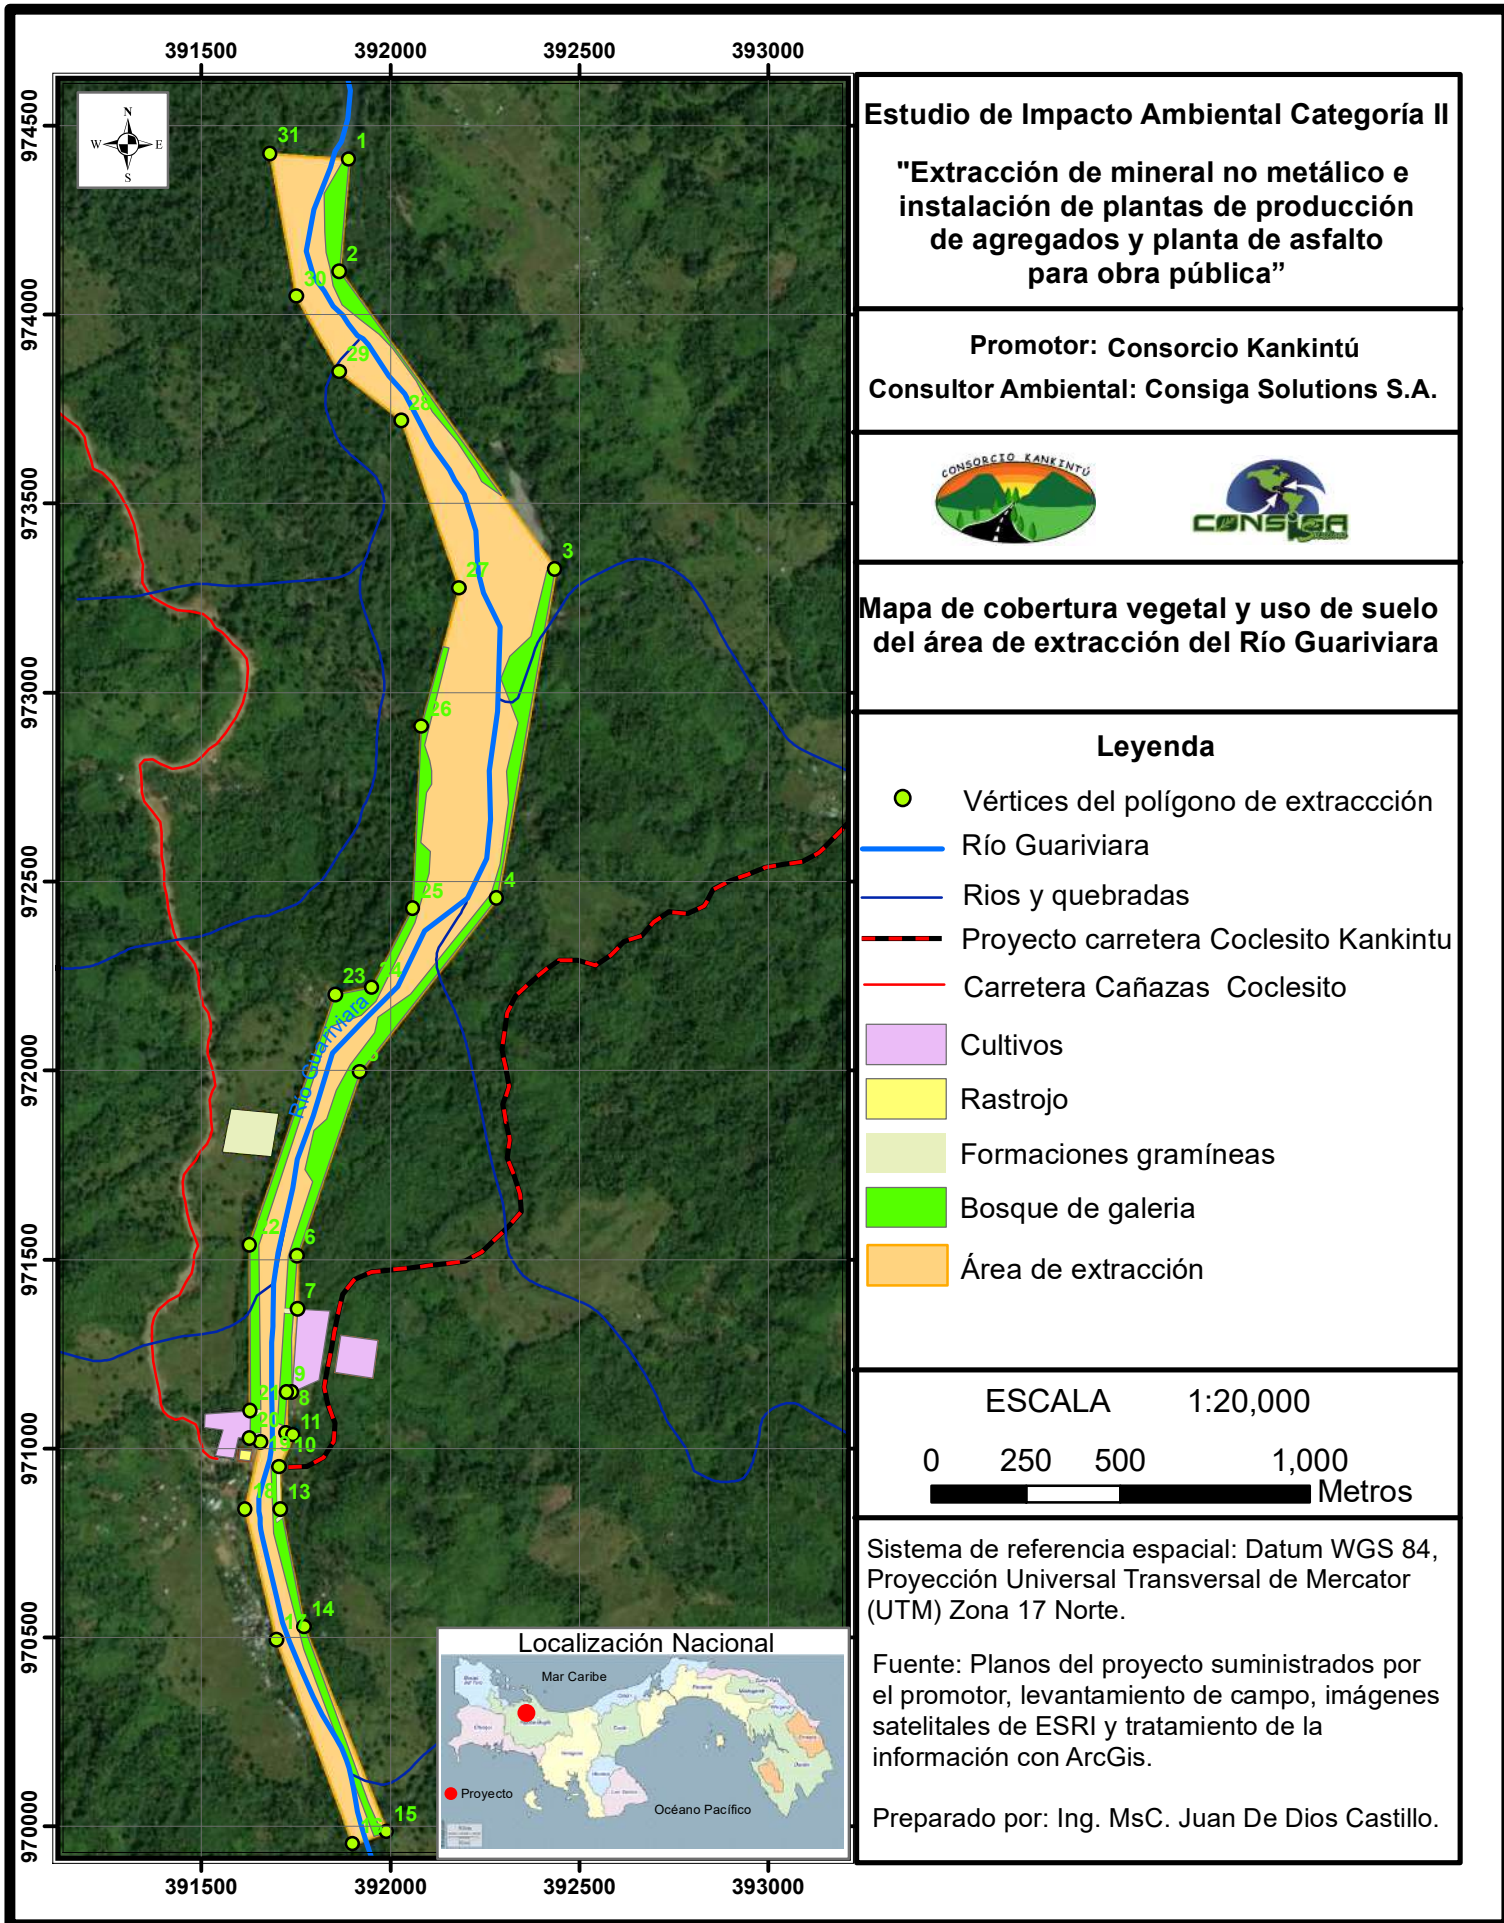 391500 392000 392500 393000
974500
974000
973500
973000
972500
972000
971500
971000
970500
970000
N
W E
S
31
1
2
30
29
28
3
27
26
4
25
23
24
Río Guariviara
22
6
7
9
8
21
20
11
10
19
18
13
14
17
15
391500 392000 392500 393000
Localización Nacional
Mar Caribe
Océano Pacífico
Proyecto
Estudio de Impacto Ambiental Categoría II
"Extracción de mineral no metálico e
instalación de plantas de producción
de agregados y planta de asfalto
para obra pública”
Promotor: Consorcio Kankintú
Consultor Ambiental: Consiga Solutions S.A.
CONSORCIO KANKINTÚ
CONSIGA
Solutions
Mapa de cobertura vegetal y uso de suelo
del área de extracción del Río Guariviara
Leyenda
Vértices del polígono de extraccción
Río Guariviara
Rios y quebradas
Proyecto carretera Coclesito Kankintu
Carretera Cañazas Coclesito
Cultivos
Rastrojo
Formaciones gramíneas
Bosque de galeria
Área de extracción
ESCALA 1:20,000
0 250 500 1,000
Metros
Sistema de referencia espacial: Datum WGS 84,
Proyección Universal Transversal de Mercator
(UTM) Zona 17 Norte.
Fuente: Planos del proyecto suministrados por
el promotor, levantamiento de campo, imágenes
satelitales de ESRI y tratamiento de la
información con ArcGis.
Preparado por: Ing. MsC. Juan De Dios Castillo.